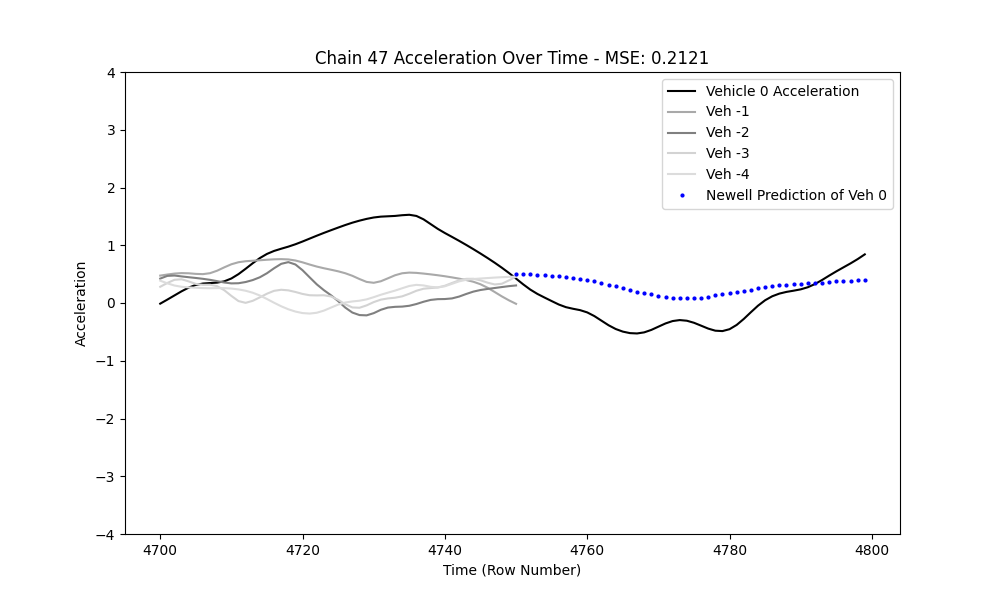 Chain 47 Acceleration Over Time - MSE: 0.2121
Vehicle 0 Acceleration
Veh -1
Veh -2
Veh -3
Veh -4
Newell Prediction of Veh 0
Acceleration
4
3
2
1
0
−1
−2
−3
−4
4700 4720 4740 4760 4780 4800
Time (Row Number)